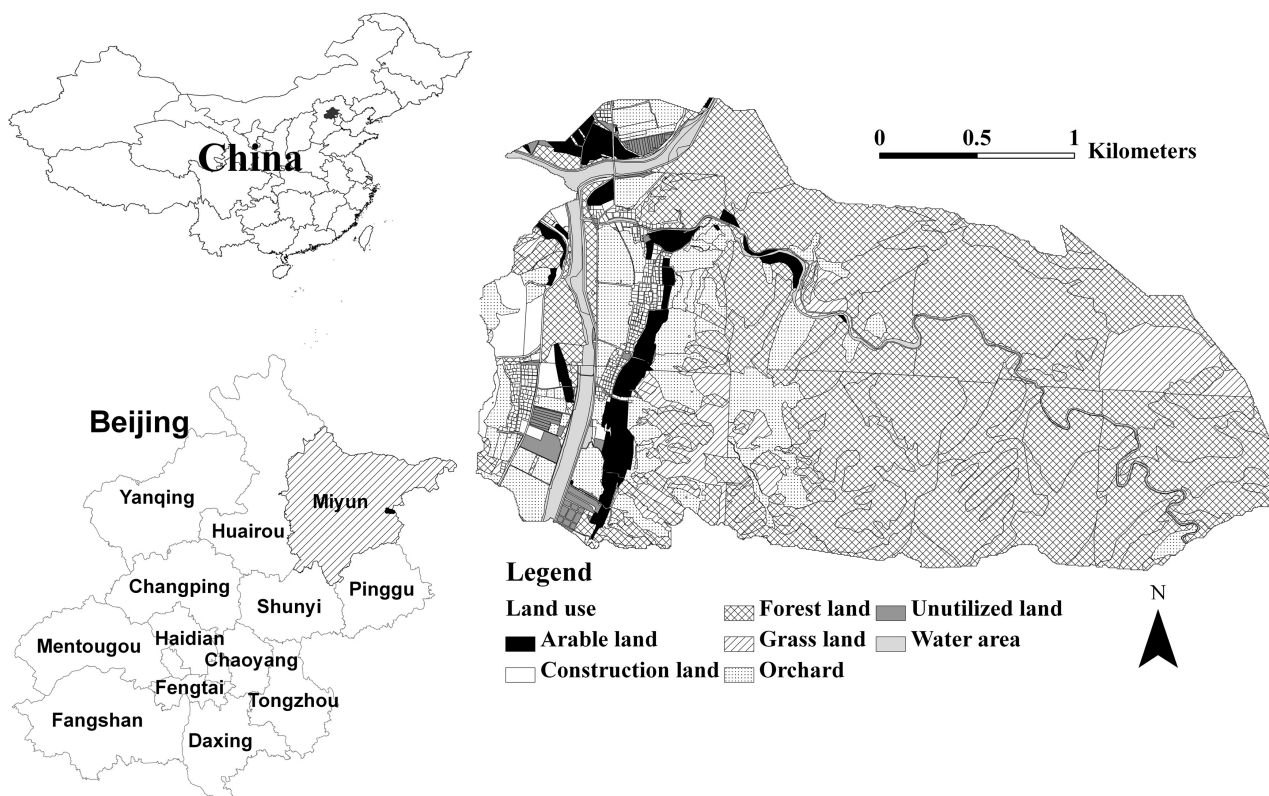 China
0 0.5 1
Kilometers
Beijing
Yanqing
Miyun
Huairou
Changping
Pinggu
Shunyi
Haidian
Mentougou
Chaoyang
Fengtai
Tongzhou
Fangshan
Daxing
Legend
Land use
Forest land
Unutilized land
Arable land
Grass land
Water area
Construction land
Orchard
N